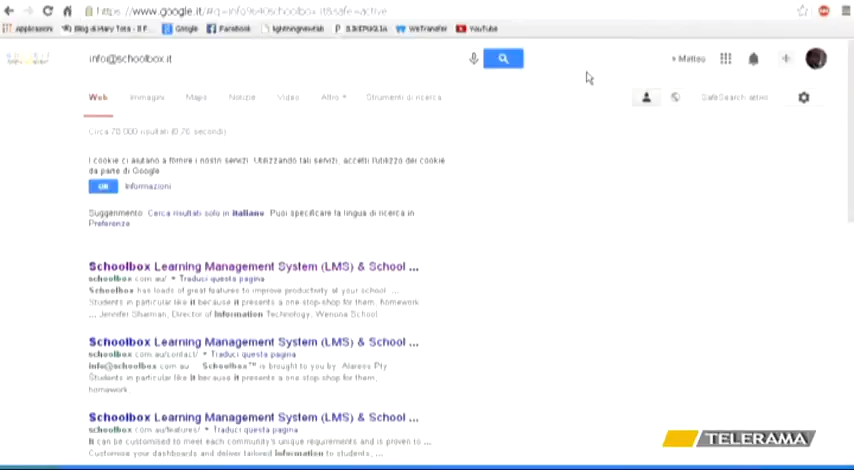 https://www.google.it/#q=info%40schoolbox.it&safe=active
Applicazioni Google Facebook lightningnewtab WeTransfer YouTube
info@schoolbox.it
+ Matteo
Web Immagini Maps Notizie Video Altro Strumenti di ricerca
SafeSearch attivo
Circa 70.000 risultati (0,76 secondi)
I cookie ci aiutano a fornire i nostri servizi. Utilizzando tali servizi, accetti l'utilizzo dei cookie
da parte di Google.
OK Informazioni
Suggerimento: Cerca risultati solo in italiano. Puoi specificare la lingua di ricerca in
Preferenze
Schoolbox Learning Management System (LMS) & School ...
schoolbox.com.au/ Traduci questa pagina
Schoolbox has loads of great features to improve productivity at your school. ...
Students in particular like it because it presents a one stop-shop for them, homework
... Jennifer Sharman, Director of Information Technology, Wenona School
Schoolbox Learning Management System (LMS) & School ...
schoolbox.com.au/contact/ Traduci questa pagina
info@schoolbox.com.au Schoolbox™ is brought to you by Alaress Pty
Students in particular like it because it presents a one stop-shop for them,
homework
Schoolbox Learning Management System (LMS) & School ...
schoolbox.com.au/features/ Traduci questa pagina
It can be customised to meet each community's unique requirements and is proven to ...
Customise your dashboards and deliver tailored information to students, ...
TELERAMA